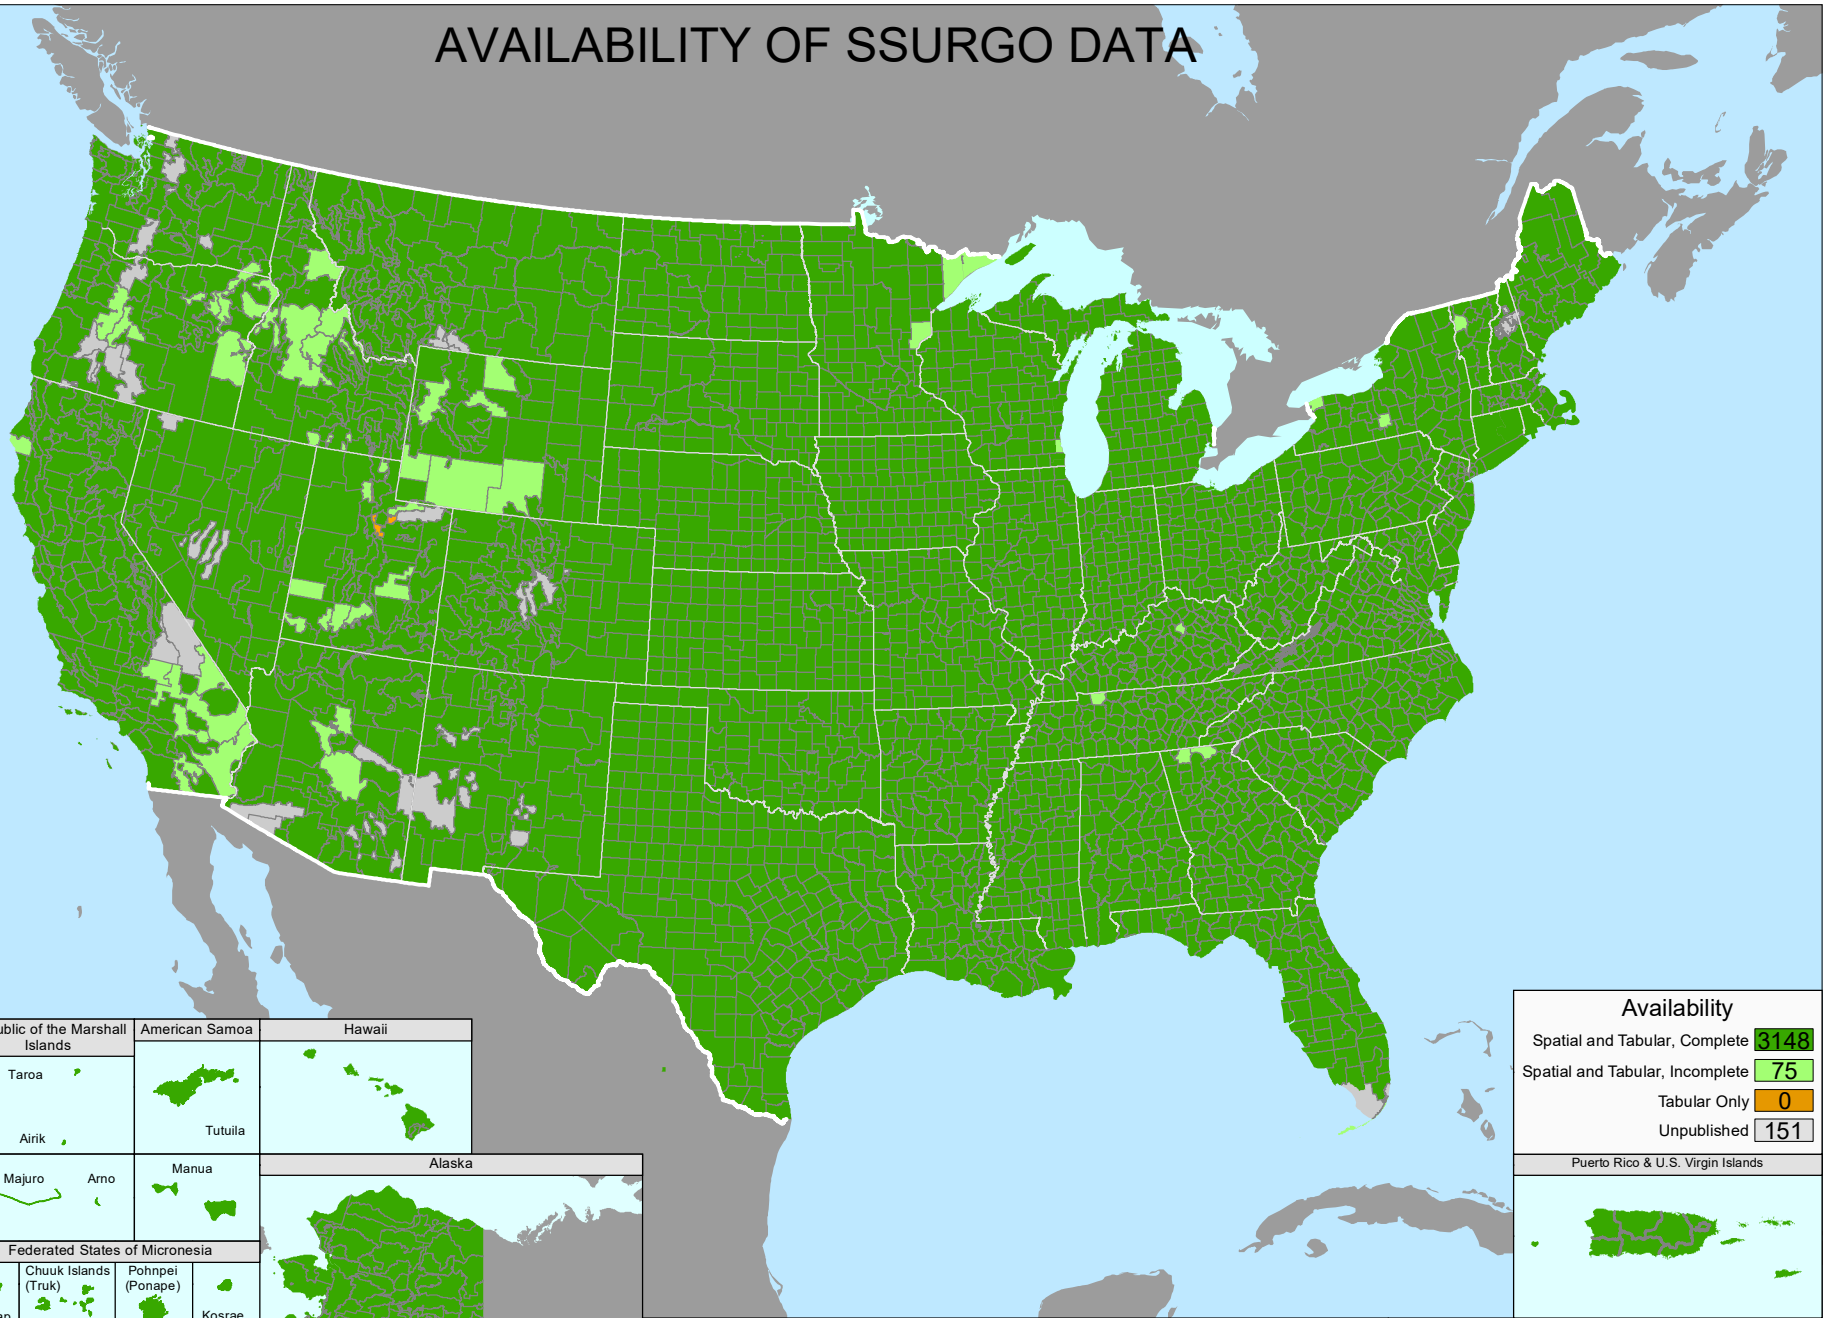 AVAILABILITY OF SSURGO DATA
Availability
Spatial and Tabular, Complete 3148
Spatial and Tabular, Incomplete 75
Tabular Only 0
Unpublished 151
Puerto Rico & U.S. Virgin Islands
of the Marshall
Islands
Taroa
Airik
Majuro
Arno
American Samoa
Tutuila
Manua
Hawaii
Alaska
Federated States of Micronesia
Chuuk Islands
(Truk)
Pohnpei
(Ponape)
Kosrae